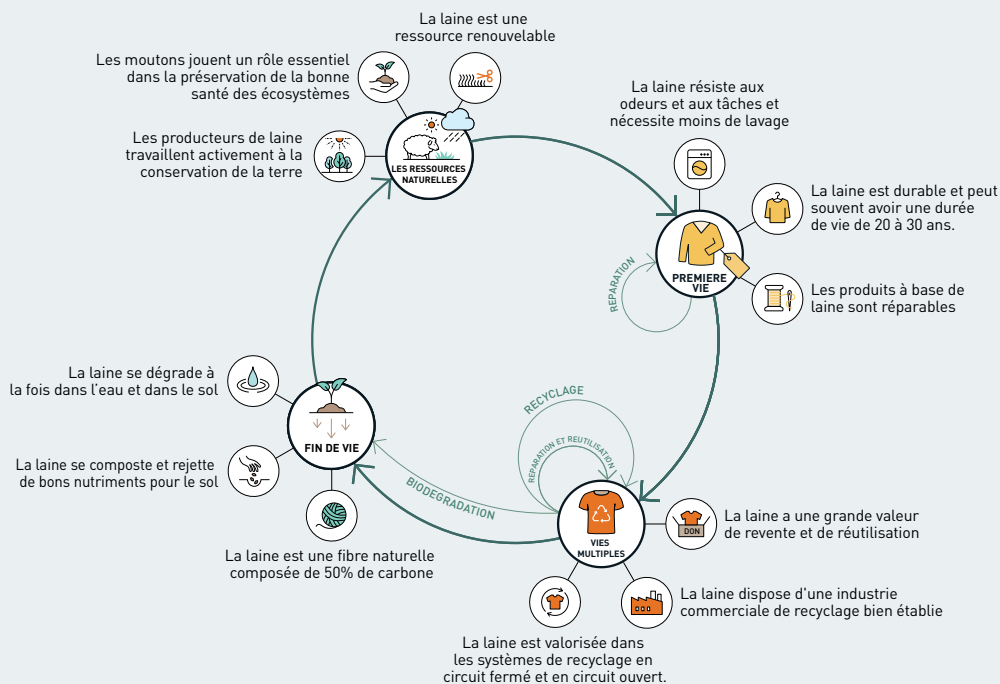 La laine est une
ressource renouvelable
Les moutons jouent un rôle essentiel
dans la préservation de la bonne
santé des écosystèmes
Les producteurs de laine
travaillent activement à la
conservation de la terre
LES RESSOURCES
NATURELLES
La laine résiste aux
odeurs et aux tâches et
nécessite moins de lavage
La laine est durable et peut
souvent avoir une durée
de vie de 20 à 30 ans.
PREMIERE
VIE
Les produits à base de
laine sont réparables
REPARATION
La laine se dégrade à
la fois dans l'eau et dans le sol
FIN DE VIE
La laine se composte et rejette
de bons nutriments pour le sol
La laine est une fibre naturelle
composée de 50% de carbone
RECYCLAGE
REPARATION ET REUTILISATION
BIODEGRADATION
VIES
MULTIPLES
DON
La laine a une grande valeur
de revente et de réutilisation
La laine dispose d'une industrie
commerciale de recyclage bien établie
La laine est valorisée dans
les systèmes de recyclage en
circuit fermé et en circuit ouvert.